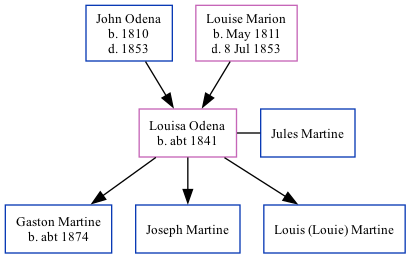 John Odena
b. 1810
d. 1853
Louise Marion
b. May 1811
d. 8 Jul 1853
Louisa Odena
b. abt 1841
Jules Martine
Gaston Martine
b. abt 1874
Joseph Martine
Louis (Louie) Martine